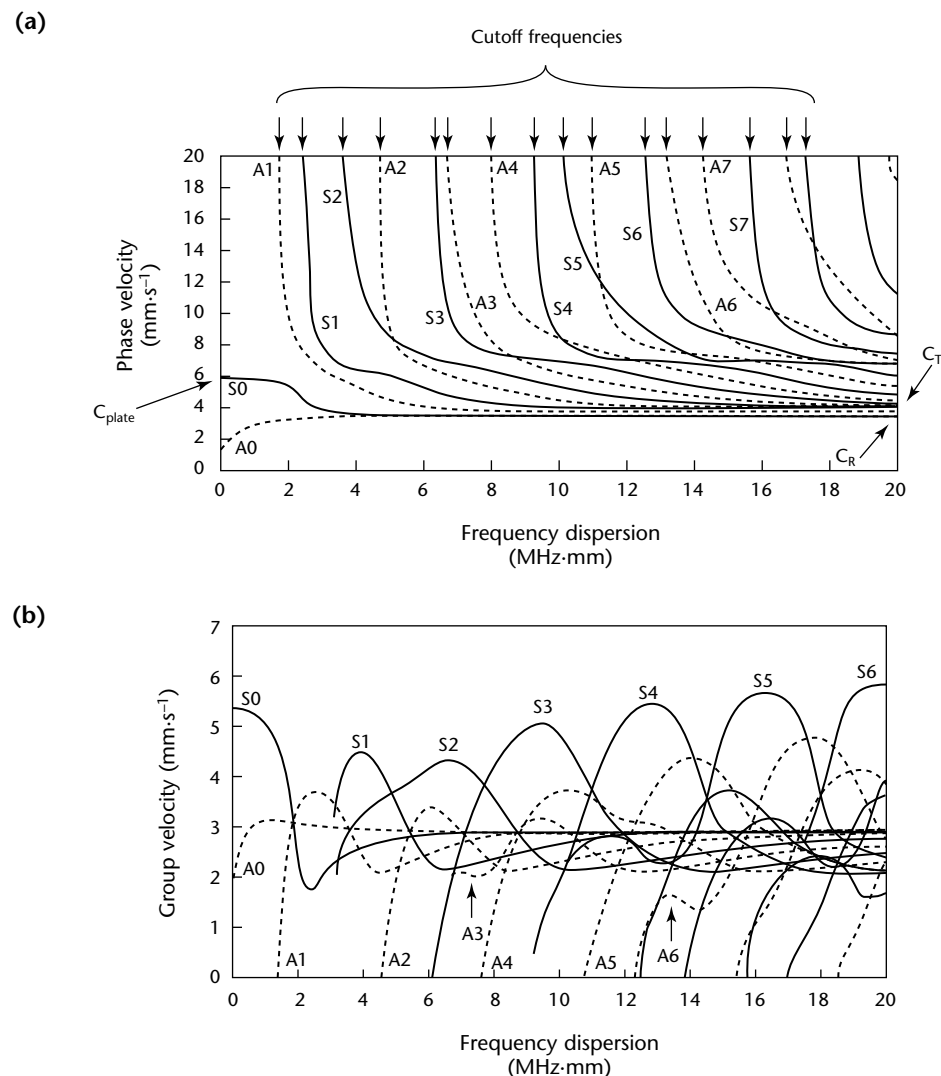 (a)
Cutoff frequencies
20
18
16
14
12
10
8
6
4
2
0
Phase velocity
(mm·s⁻¹)
A1
S2
A2
A4
A5
A7
S6
S7
S5
S1
S3
A3
S4
A6
S0
A0
C_plate
C_T
C_R
0 2 4 6 8 10 12 14 16 18 20
Frequency dispersion
(MHz·mm)
(b)
7
6
5
4
3
2
1
0
Group velocity (mm·s⁻¹)
S0
S1
S2
S3
S4
S5
S6
A0
A1
A2
A3
A4
A5
A6
0 2 4 6 8 10 12 14 16 18 20
Frequency dispersion
(MHz·mm)